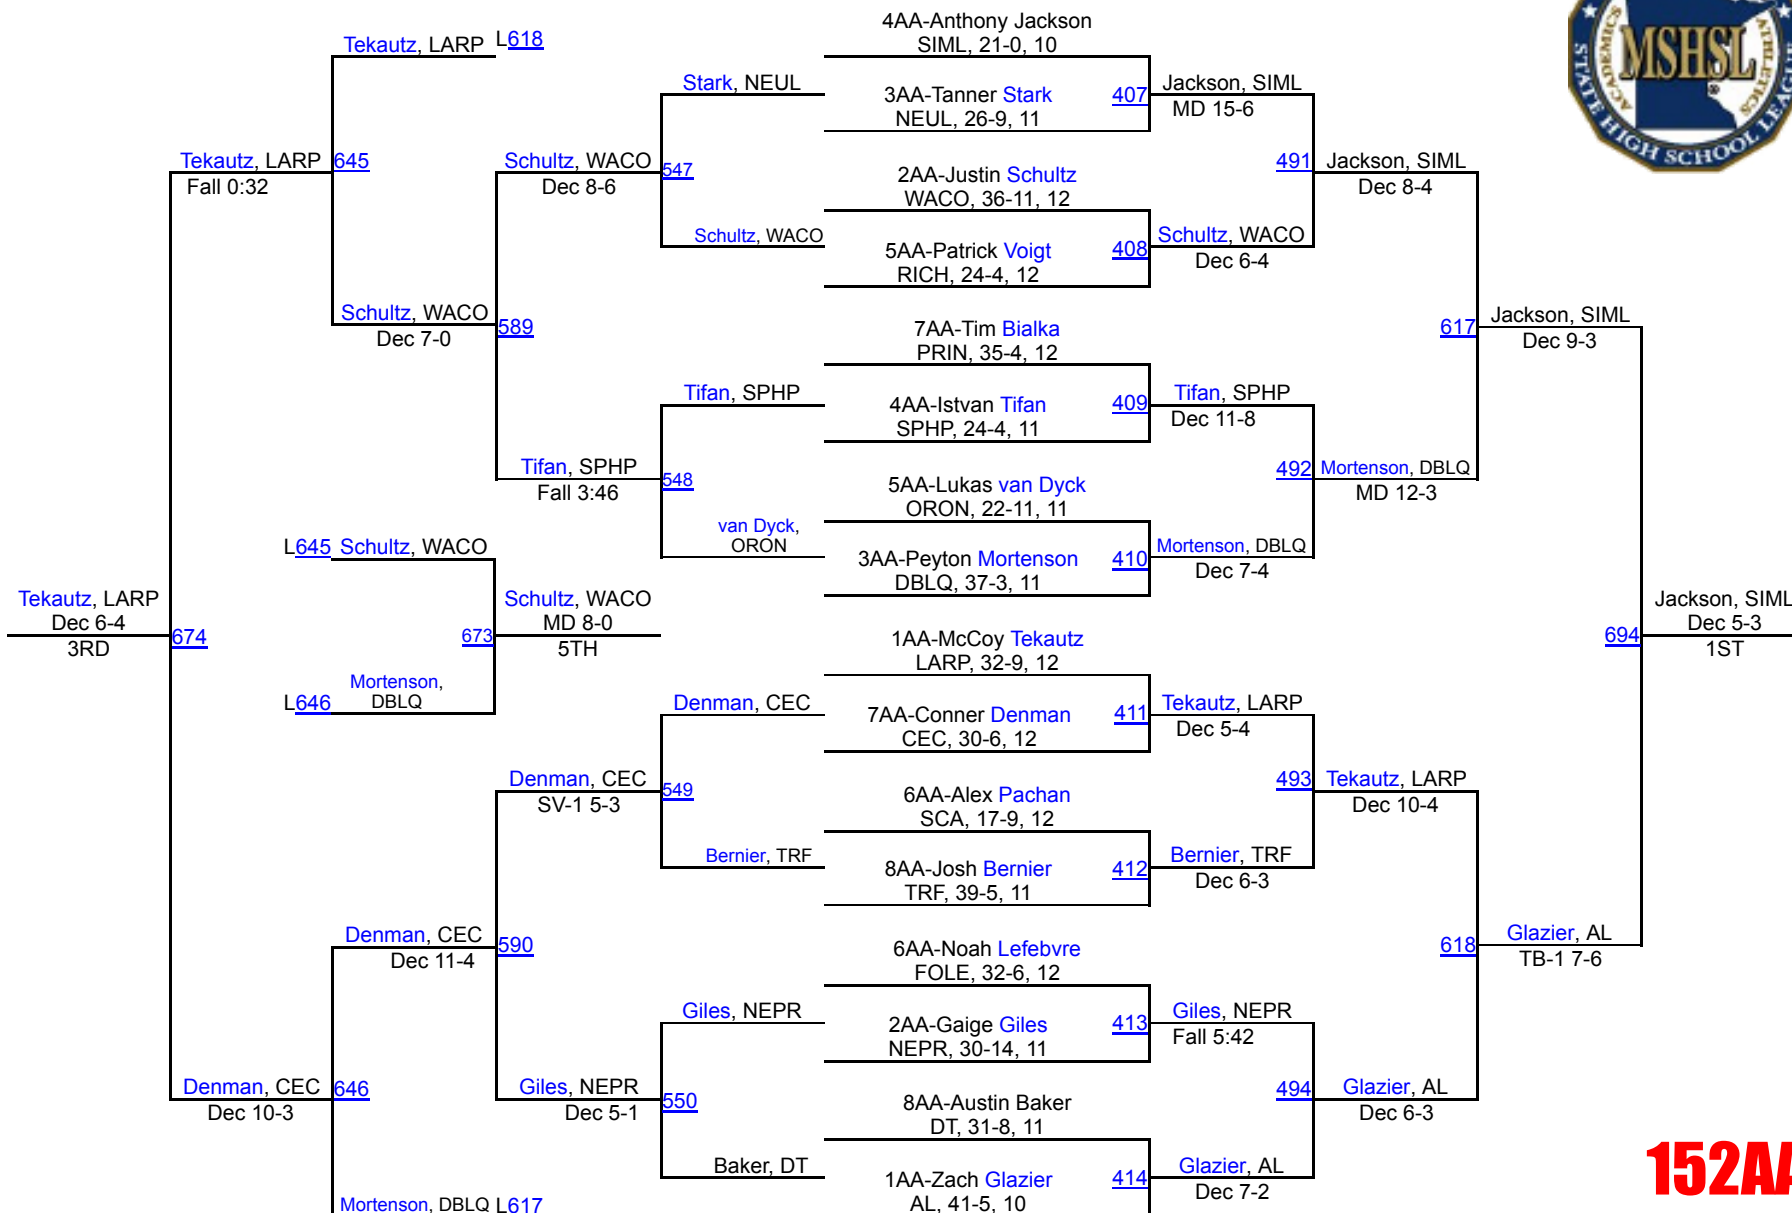 Tekautz, LARP L618
Tekautz, LARP 645
Fall 0:32
Schultz, WACO
Dec 7-0
589
Schultz, WACO
Dec 8-6
547
Stark, NEUL
Schultz, WACO
Tifan, SPHP
Fall 3:46
548
Tifan, SPHP
van Dyck,
ORON
L645 Schultz, WACO
Tekautz, LARP
Dec 6-4
3RD
674
Schultz, WACO
MD 8-0
5TH
673
L646 Mortenson,
DBLQ
Denman, CEC
Denman, CEC
SV-1 5-3
549
Bernier, TRF
Denman, CEC
Dec 11-4
590
Giles, NEPR
Denman, CEC 646
Dec 10-3
Giles, NEPR
Dec 5-1
550
Baker, DT
Mortenson, DBLQ L617
4AA-Anthony Jackson
SIML, 21-0, 10
3AA-Tanner Stark
NEUL, 26-9, 11
407
2AA-Justin Schultz
WACO, 36-11, 12
5AA-Patrick Voigt
RICH, 24-4, 12
408
7AA-Tim Bialka
PRIN, 35-4, 12
4AA-Istvan Tifan
SPHP, 24-4, 11
409
5AA-Lukas van Dyck
ORON, 22-11, 11
3AA-Peyton Mortenson
DBLQ, 37-3, 11
410
1AA-McCoy Tekautz
LARP, 32-9, 12
7AA-Conner Denman
CEC, 30-6, 12
411
6AA-Alex Pachan
SCA, 17-9, 12
8AA-Josh Bernier
TRF, 39-5, 11
412
6AA-Noah Lefebvre
FOLE, 32-6, 12
2AA-Gaige Giles
NEPR, 30-14, 11
413
8AA-Austin Baker
DT, 31-8, 11
1AA-Zach Glazier
AL, 41-5, 10
414
Jackson, SIML
MD 15-6
Schultz, WACO
Dec 6-4
Tifan, SPHP
Dec 11-8
Mortenson, DBLQ
Dec 7-4
Tekautz, LARP
Dec 5-4
Bernier, TRF
Dec 6-3
Giles, NEPR
Fall 5:42
Glazier, AL
Dec 7-2
491 Jackson, SIML
Dec 8-4
492 Mortenson, DBLQ
MD 12-3
493 Tekautz, LARP
Dec 10-4
494 Glazier, AL
Dec 6-3
617 Jackson, SIML
Dec 9-3
618 Glazier, AL
TB-1 7-6
Jackson, SIML
Dec 5-3
694
1ST
ACADEMICS
MSHSL
ATHLETICS
STATE HIGH SCHOOL LEAGUE
152AA